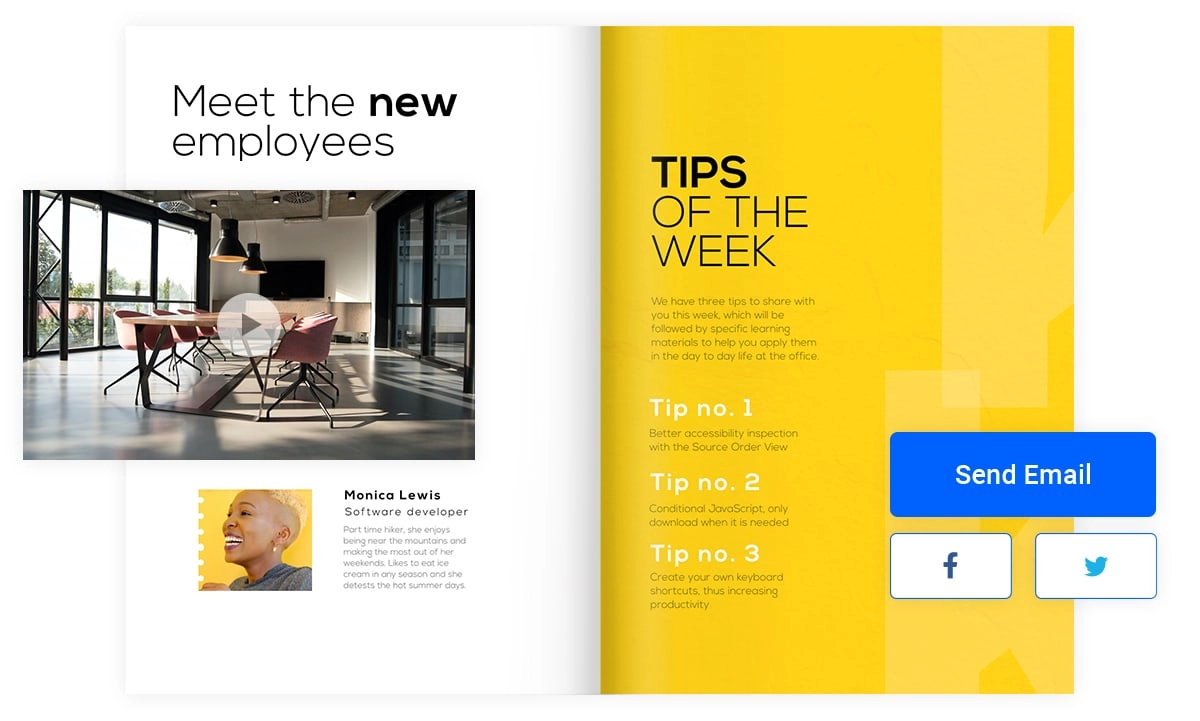 Meet the new
employees
Monica Lewis
Software developer
Part time hiker, she enjoys
being near the mountains and
making the most out of her
weekends. Likes to eat ice
cream in any season and she
detests the hot summer days.
TIPS
OF THE
WEEK
We have three tips to share with
you this week, which will be
followed by specific learning
materials to help you apply them
in the day to day life at the office.
Tip no. 1
Better accessibility inspection
with the Source Order View
Tip no. 2
Conditional JavaScript, only
download when it is needed
Tip no. 3
Create your own keyboard
shortcuts, thus increasing
productivity
Send Email